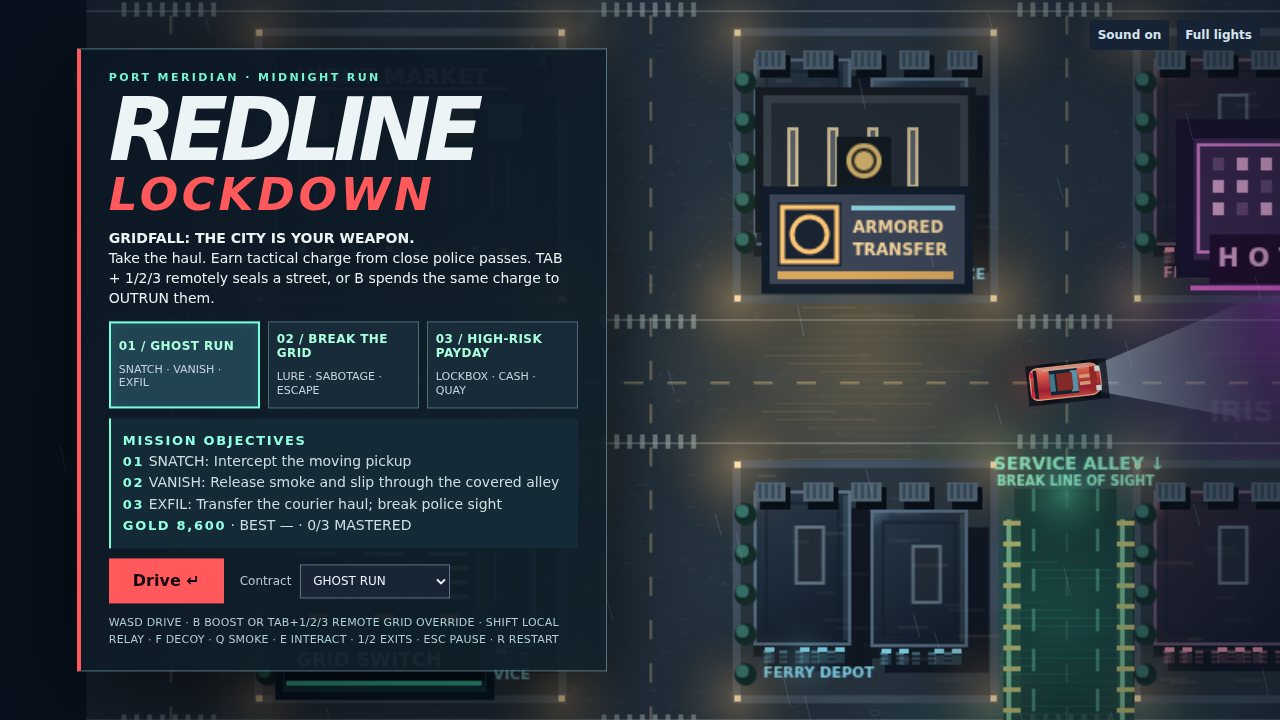 PORT MERIDIAN · MIDNIGHT RUN
REDLINE
LOCKDOWN
GRIDFALL: THE CITY IS YOUR WEAPON.
Take the haul. Earn tactical charge from close police passes. TAB
+ 1/2/3 remotely seals a street, or B spends the same charge to
OUTRUN them.
01 / GHOST RUN
SNATCH · VANISH ·
EXFIL
02 / BREAK THE
GRID
LURE · SABOTAGE ·
ESCAPE
03 / HIGH-RISK
PAYDAY
LOCKBOX · CASH ·
QUAY
MISSION OBJECTIVES
01 SNATCH: Intercept the moving pickup
02 VANISH: Release smoke and slip through the covered alley
03 EXFIL: Transfer the courier haul; break police sight
GOLD 8,600 · BEST — · 0/3 MASTERED
Drive ↵
Contract
GHOST RUN
WASD DRIVE · B BOOST OR TAB+1/2/3 REMOTE GRID OVERRIDE · SHIFT LOCAL
RELAY · F DECOY · Q SMOKE · E INTERACT · 1/2 EXITS · ESC PAUSE · R RESTART
GRID SWITCH
Sound on
Full lights
ARMORED
TRANSFER
HO
IRIS
SERVICE ALLEY ↓
BREAK LINE OF SIGHT
FERRY DEPOT